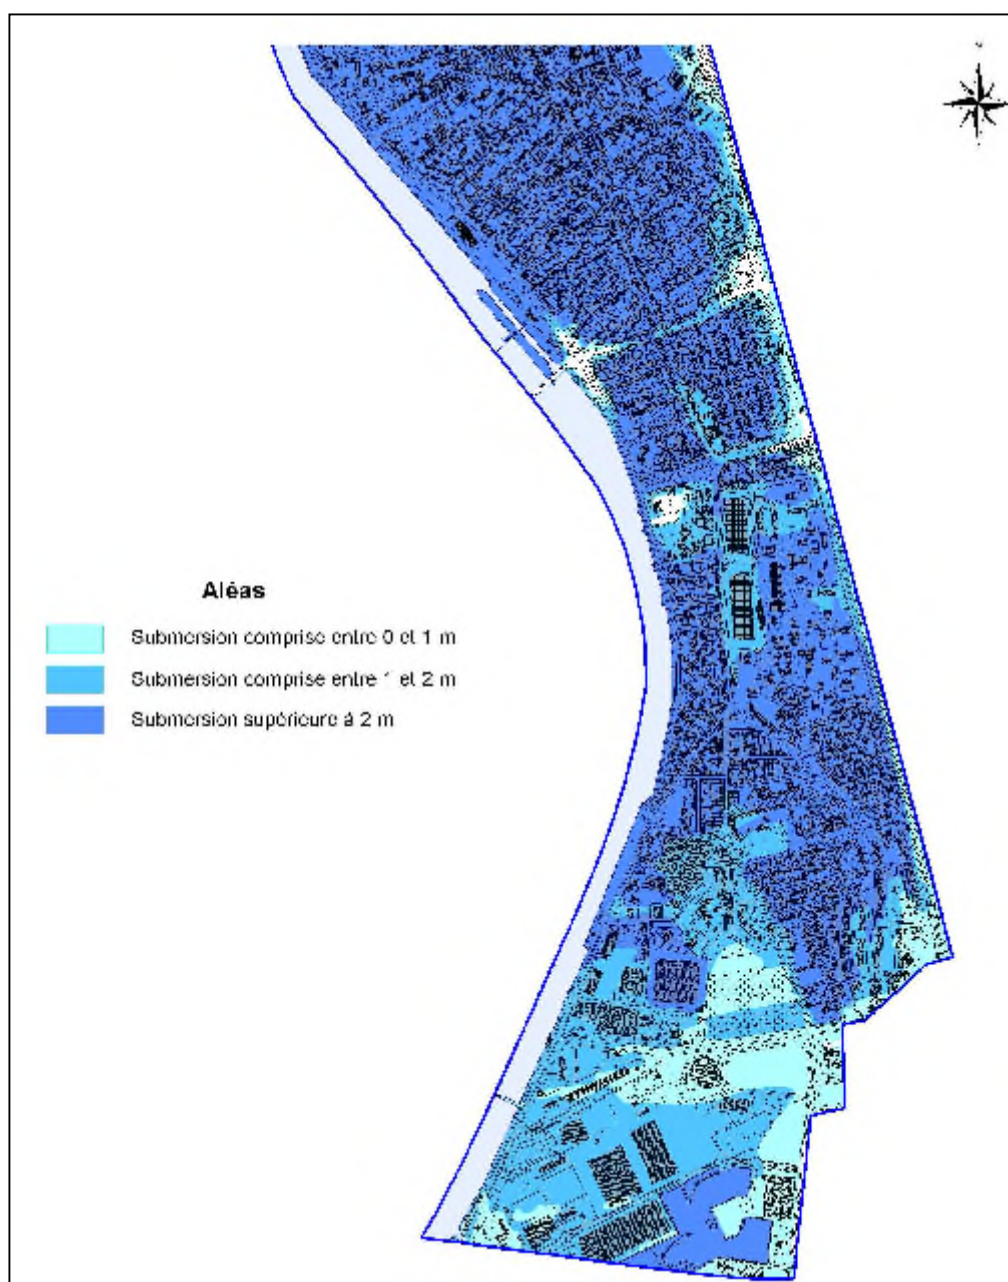 Aléas
Submersion comprise entre 0 et 1 m
Submersion comprise entre 1 et 2 m
Submersion supérieure à 2 m